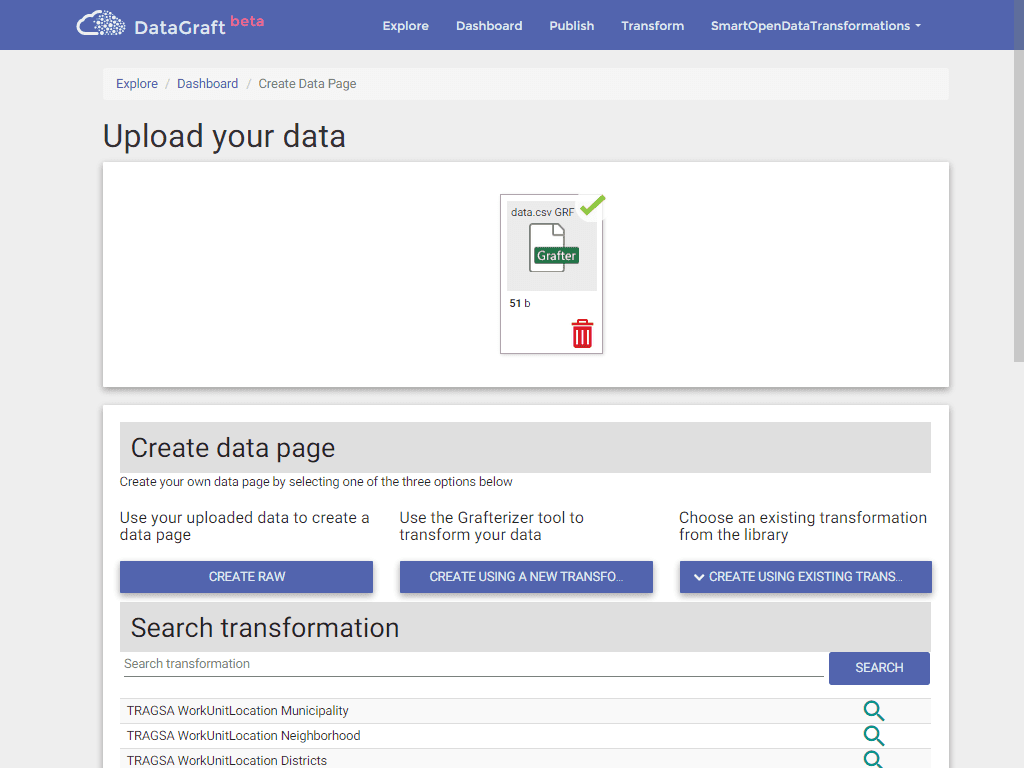 DataGraft beta
Explore Dashboard Publish Transform SmartOpenDataTransformations
Explore / Dashboard / Create Data Page
Upload your data
data.csv GRF
Grafter
51 b
Create data page
Create your own data page by selecting one of the three options below
Use your uploaded data to create a
data page
CREATE RAW
Use the Grafterizer tool to
transform your data
CREATE USING A NEW TRANSFO...
Choose an existing transformation
from the library
CREATE USING EXISTING TRANS...
Search transformation
Search transformation
SEARCH
TRAGSA WorkUnitLocation Municipality
TRAGSA WorkUnitLocation Neighborhood
TRAGSA WorkUnitLocation Districts